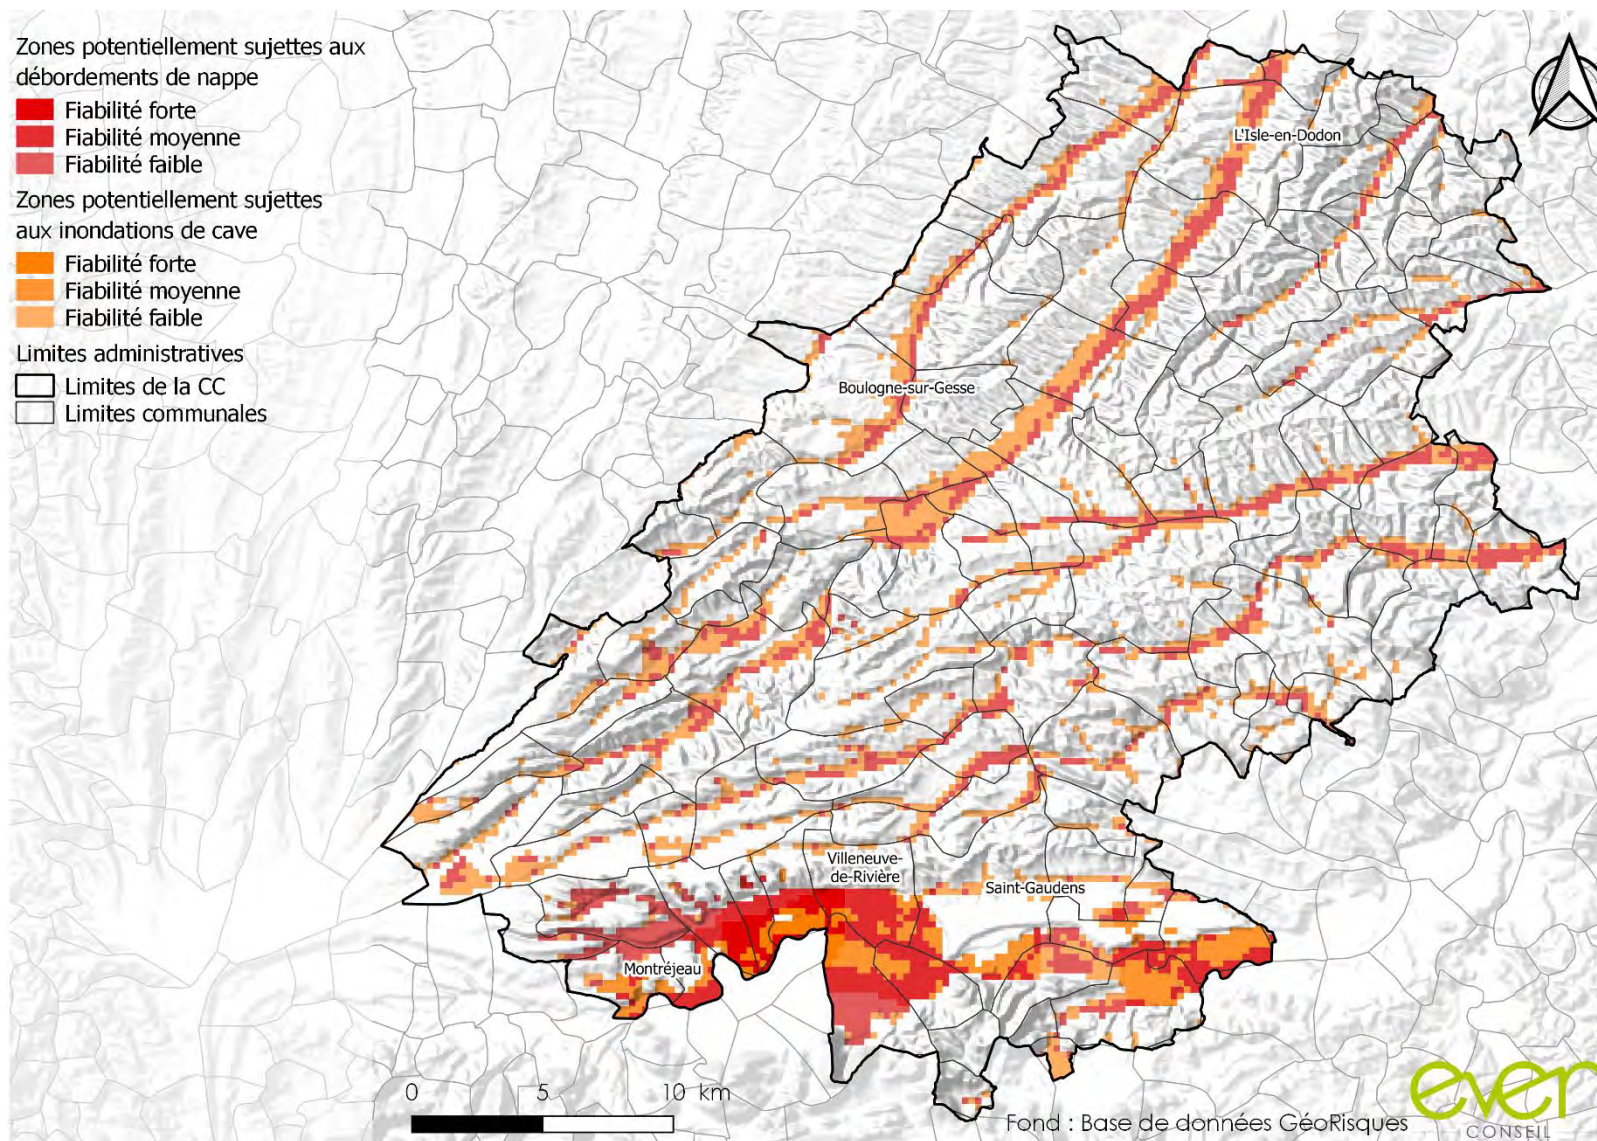 Zones potentiellement sujettes aux
débordements de nappe
Fiabilité forte
Fiabilité moyenne
Fiabilité faible
Zones potentiellement sujettes
aux inondations de cave
Fiabilité forte
Fiabilité moyenne
Fiabilité faible
Limites administratives
Limites de la CC
Limites communales
L'Isle-en-Dodon
Boulogne-sur-Gesse
Villeneuve-
de-Rivière
Saint-Gaudens
Montréjeau
0 5 10 km
Fond : Base de données GéoRisques
ever
CONSEIL